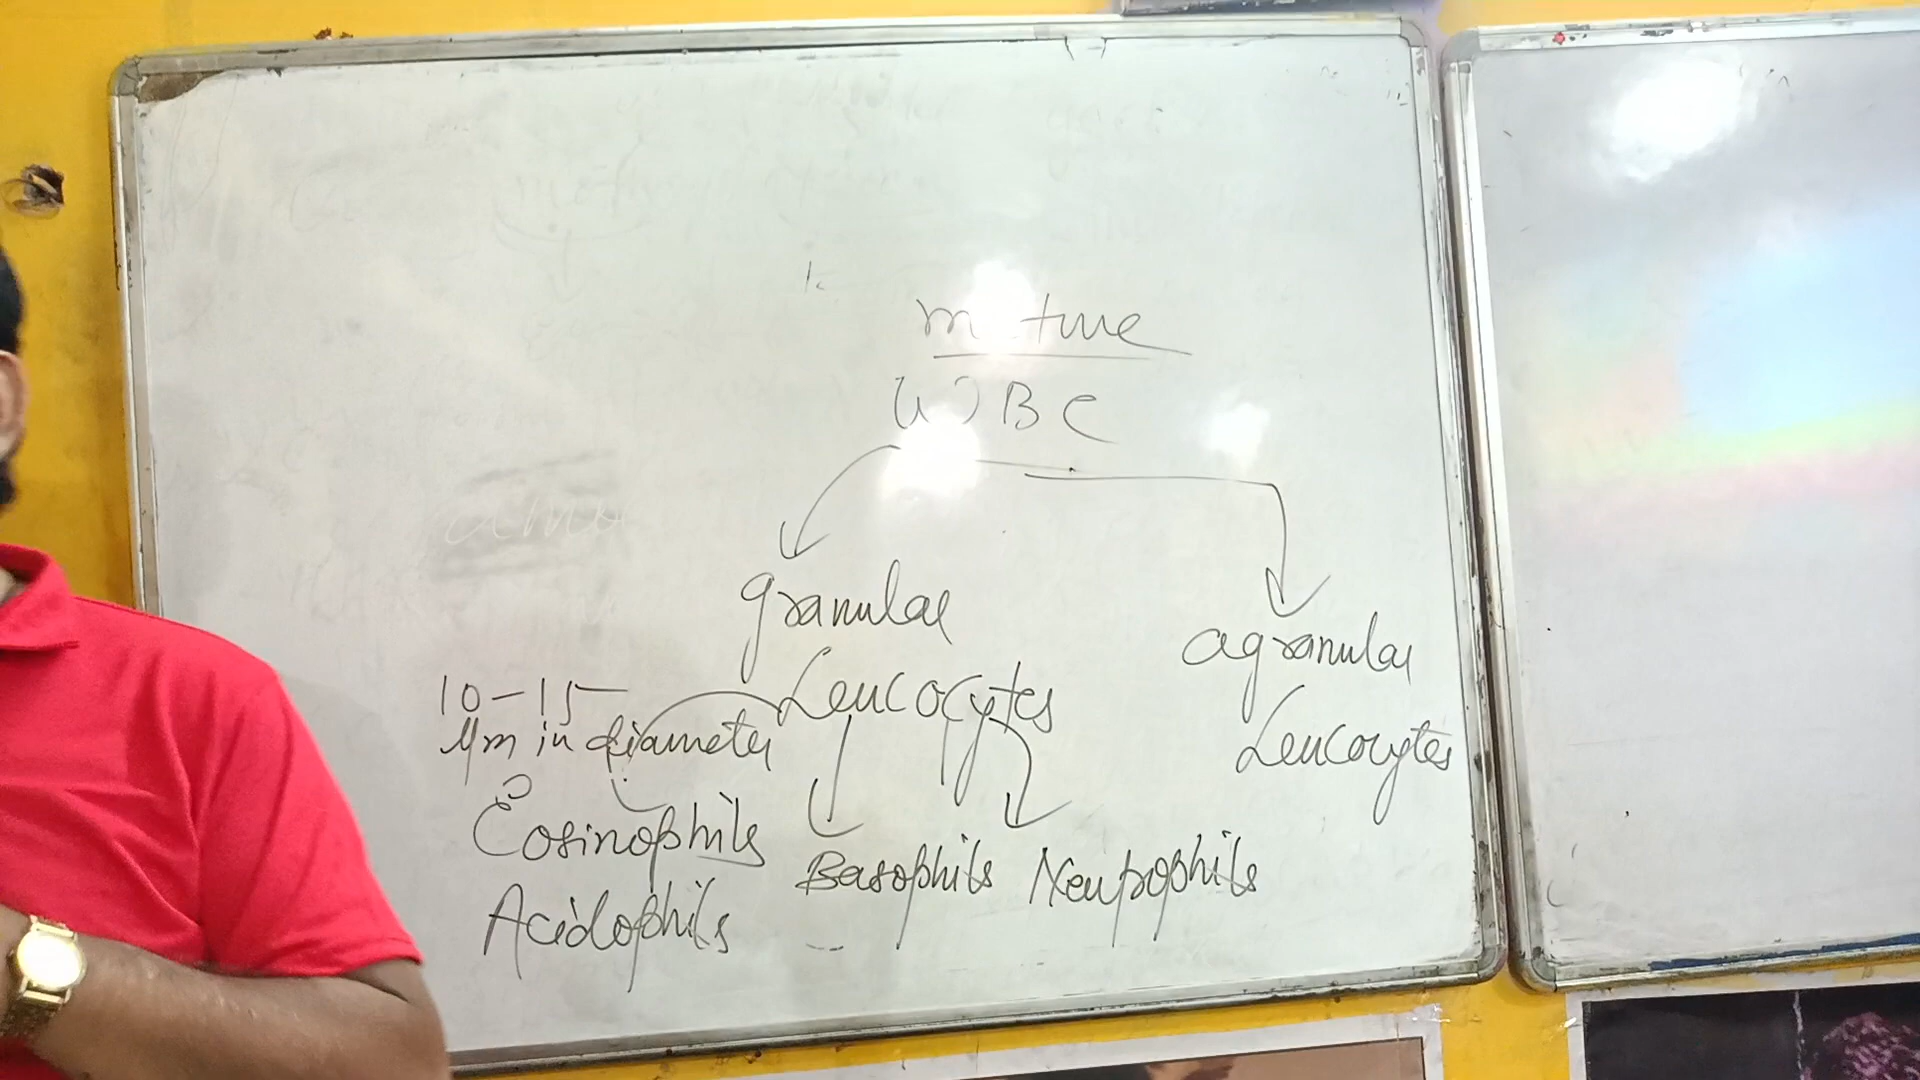 mature
WBC
granular
Leucocytes
agranular
Leucocytes
10-15
µm in diameter
Eosinophils
Acidophils
Basophils
Neutrophils